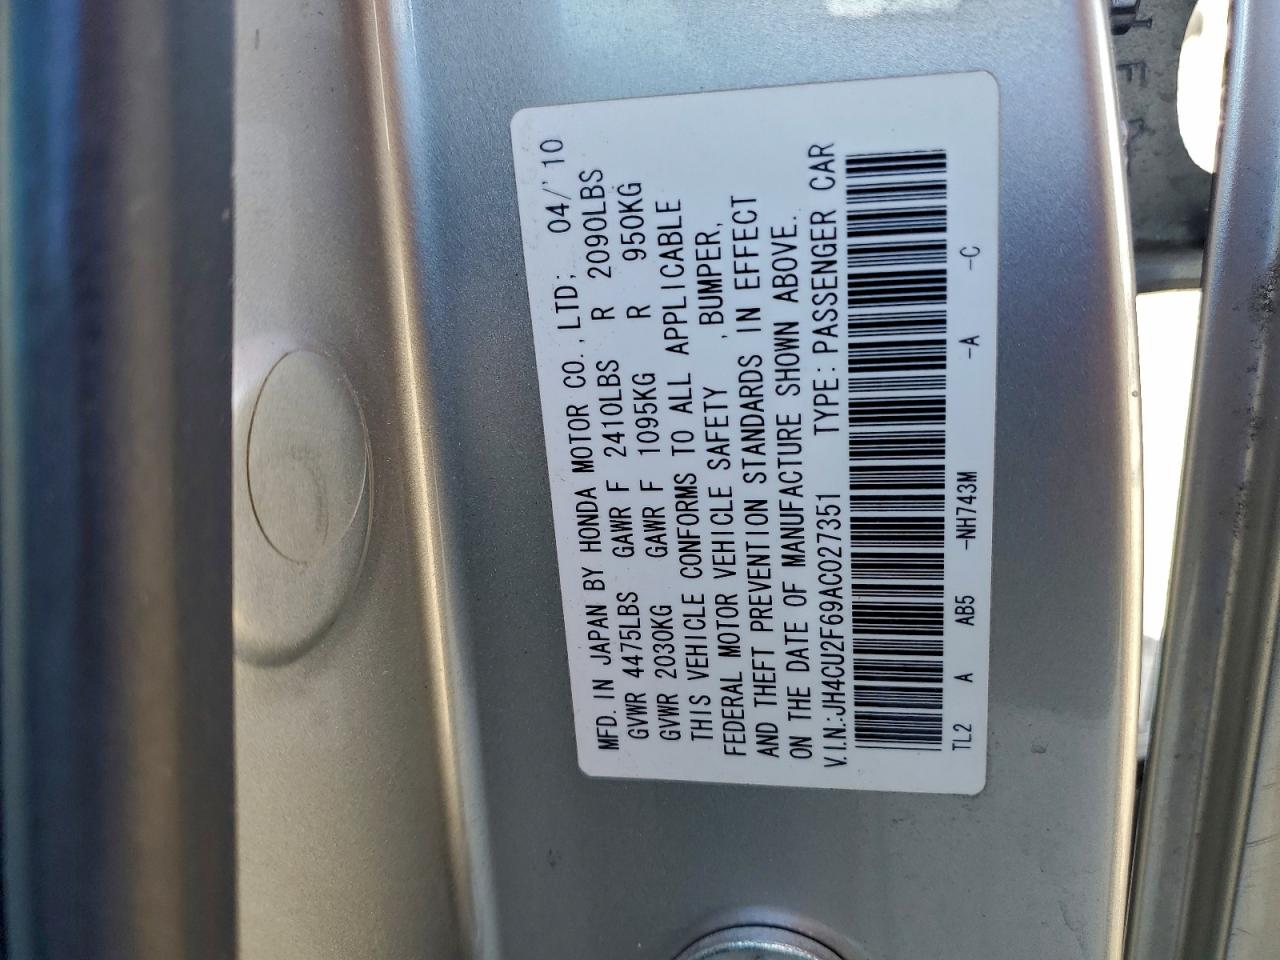 MFD. IN JAPAN BY HONDA MOTOR CO., LTD; 04/'10
GVWR 4475LBS GAWR F 2410LBS R 2090LBS
GVWR 2030KG GAWR F 1095KG R 950KG
THIS VEHICLE CONFORMS TO ALL APPLICABLE
FEDERAL MOTOR VEHICLE SAFETY , BUMPER,
AND THEFT PREVENTION STANDARDS IN EFFECT
ON THE DATE OF MANUFACTURE SHOWN ABOVE.
V.I.N.:JH4CU2F69AC027351 TYPE:PASSENGER CAR
TL2 A AB5 -NH743M -A -C